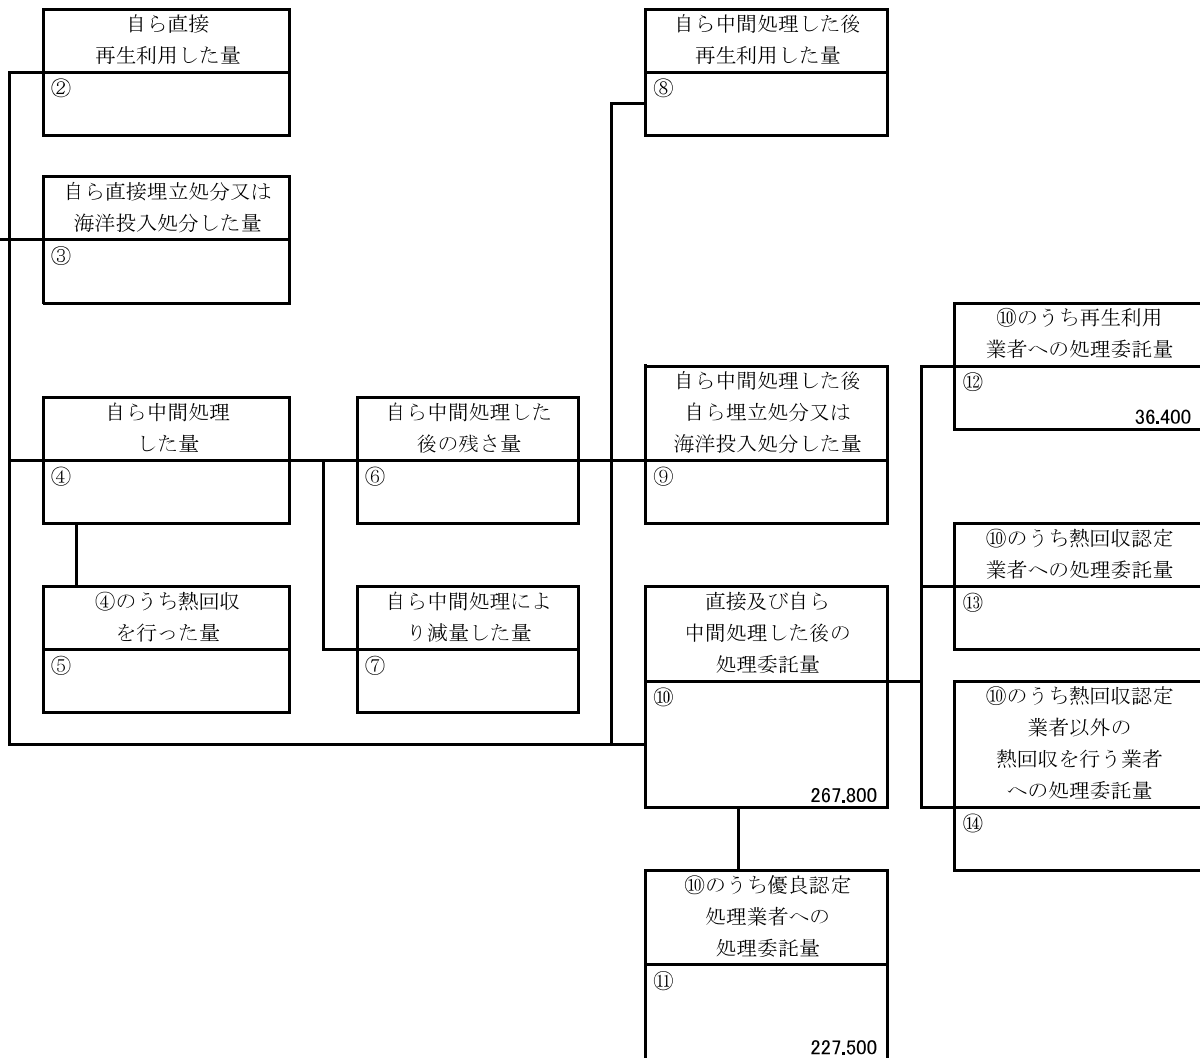 自ら直接
再生利用した量
②
自ら直接埋立処分又は
海洋投入処分した量
③
自ら中間処理
した量
④
④のうち熱回収
を行った量
⑤
自ら中間処理した
後の残さ量
⑥
自ら中間処理によ
り減量した量
⑦
自ら中間処理した後
再生利用した量
⑧
自ら中間処理した後
自ら埋立処分又は
海洋投入処分した量
⑨
直接及び自ら
中間処理した後の
処理委託量
⑩
267.800
⑩のうち優良認定
処理業者への
処理委託量
⑪
227.500
⑩のうち再生利用
業者への処理委託量
⑫
36.400
⑩のうち熱回収認定
業者への処理委託量
⑬
⑩のうち熱回収認定
業者以外の
熱回収を行う業者
への処理委託量
⑭